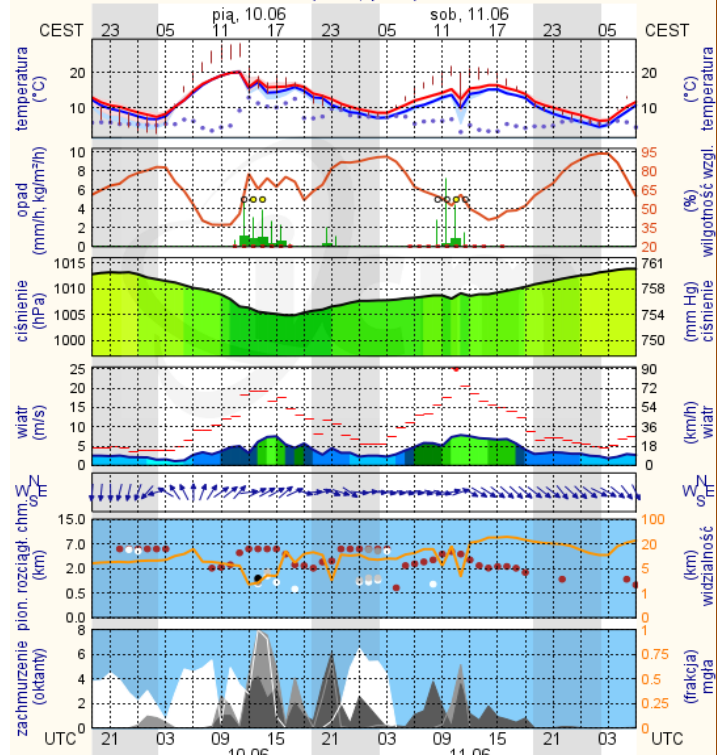 pią, 10.06 sob, 11.06
CEST 23 05 11 17 23 05 11 17 23 05 CEST
temperatura
(°C)
20
10
20
10
temperatura
(°C)
opad
(mm/h, kg/m²/h)
10
8
6
4
2
0
95
80
65
50
35
20
(%)
wilgotność wzgl.
ciśnienie
(hPa)
1015
1010
1005
1000
761
758
754
750
(mm Hg)
ciśnienie
wiatr
(m/s)
25
20
15
10
5
0
90
72
54
36
18
0
(km/h)
wiatr
N
W E
S
N
W E
S
pion. rozciągł. chm.
(km)
15.0
7.0
2.0
0.5
0.0
100
20
5
1
0
(km)
widzialność
zachmurzenie
(oktanty)
8
6
4
2
0
1
0.75
0.5
0.25
0
(frakcja)
mgła
UTC 21 03 09 15 21 03 09 15 21 03 UTC
10.06 11.06